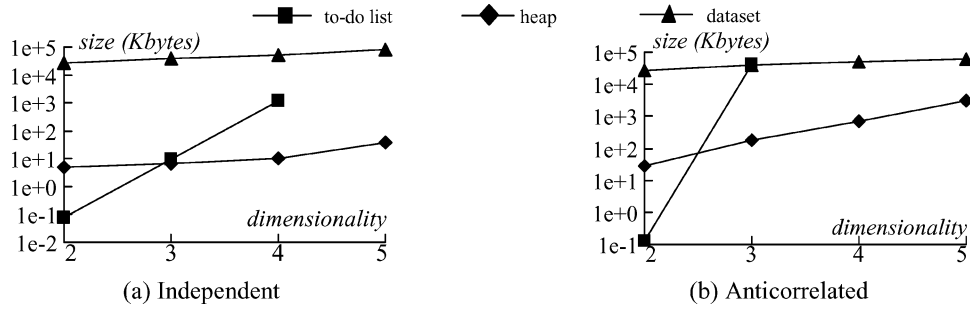 to-do list heap dataset
size (Kbytes)
1e+5
1e+4
1e+3
1e+2
1e+1
1e+0
1e-1
1e-2
dimensionality
2 3 4 5
(a) Independent
size (Kbytes)
1e+5
1e+4
1e+3
1e+2
1e+1
1e+0
1e-1
dimensionality
2 3 4 5
(b) Anticorrelated